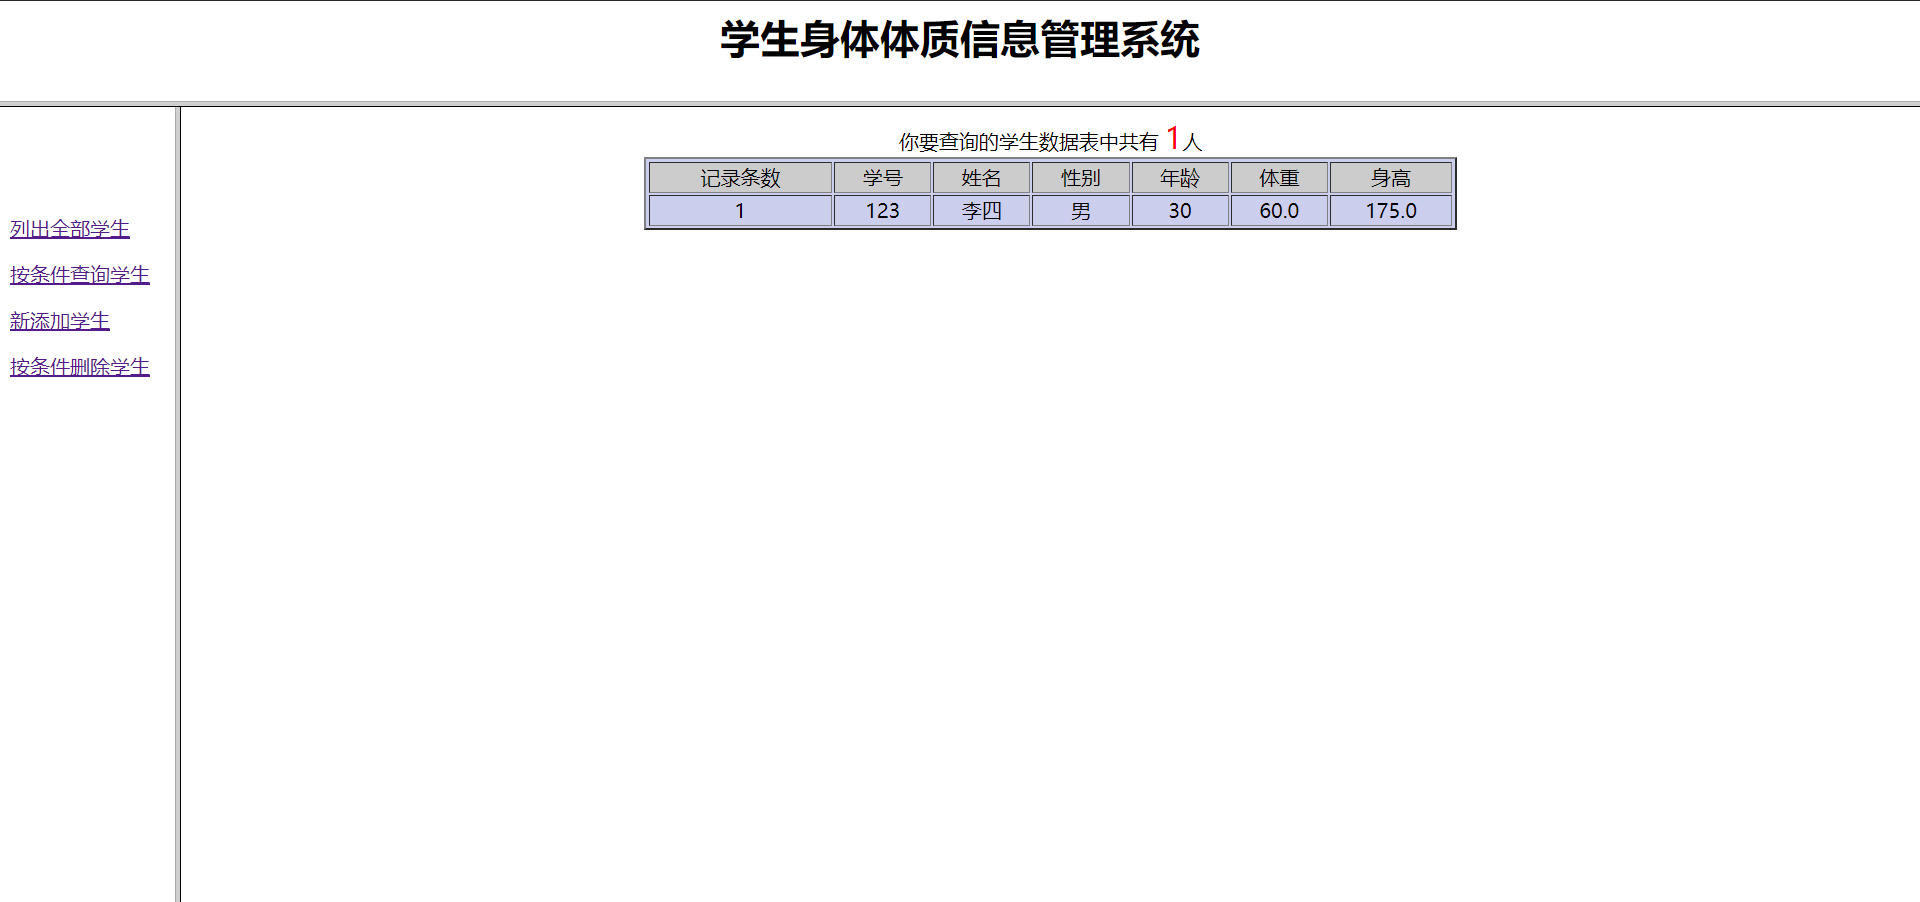 学生身体体质信息管理系统
列出全部学生
按条件查询学生
新添加学生
按条件删除学生
你要查询的学生数据表中共有 1人
记录条数 学号 姓名 性别 年龄 体重 身高
1 123 李四 男 30 60.0 175.0